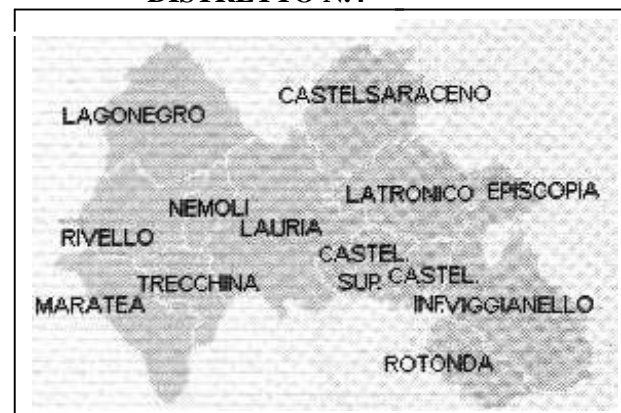 CASTELSARACENO
LAGONEGRO
LATRONICO EPISCOPIA
NEMOLI
LAURIA
RIVELLO
CASTEL.
SUP. CASTEL.
TRECCHINA
MARATEA
INF.VIGGIANELLO
ROTONDA